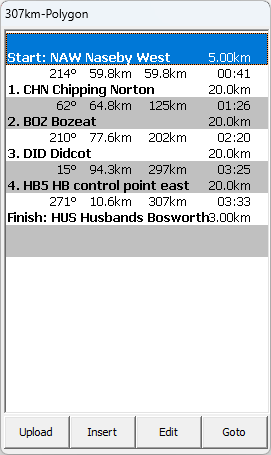 307km-Polygon
Start: NAW Naseby West 5.00km
214° 59.8km 59.8km 00:41
1. CHN Chipping Norton 20.0km
62° 64.8km 125km 01:26
2. BOZ Bozeat 20.0km
210° 77.6km 202km 02:20
3. DID Didcot 20.0km
15° 94.3km 297km 03:25
4. HB5 HB control point east 20.0km
271° 10.6km 307km 03:33
Finish: HUS Husbands Bosworth 3.00km
Upload Insert Edit Goto